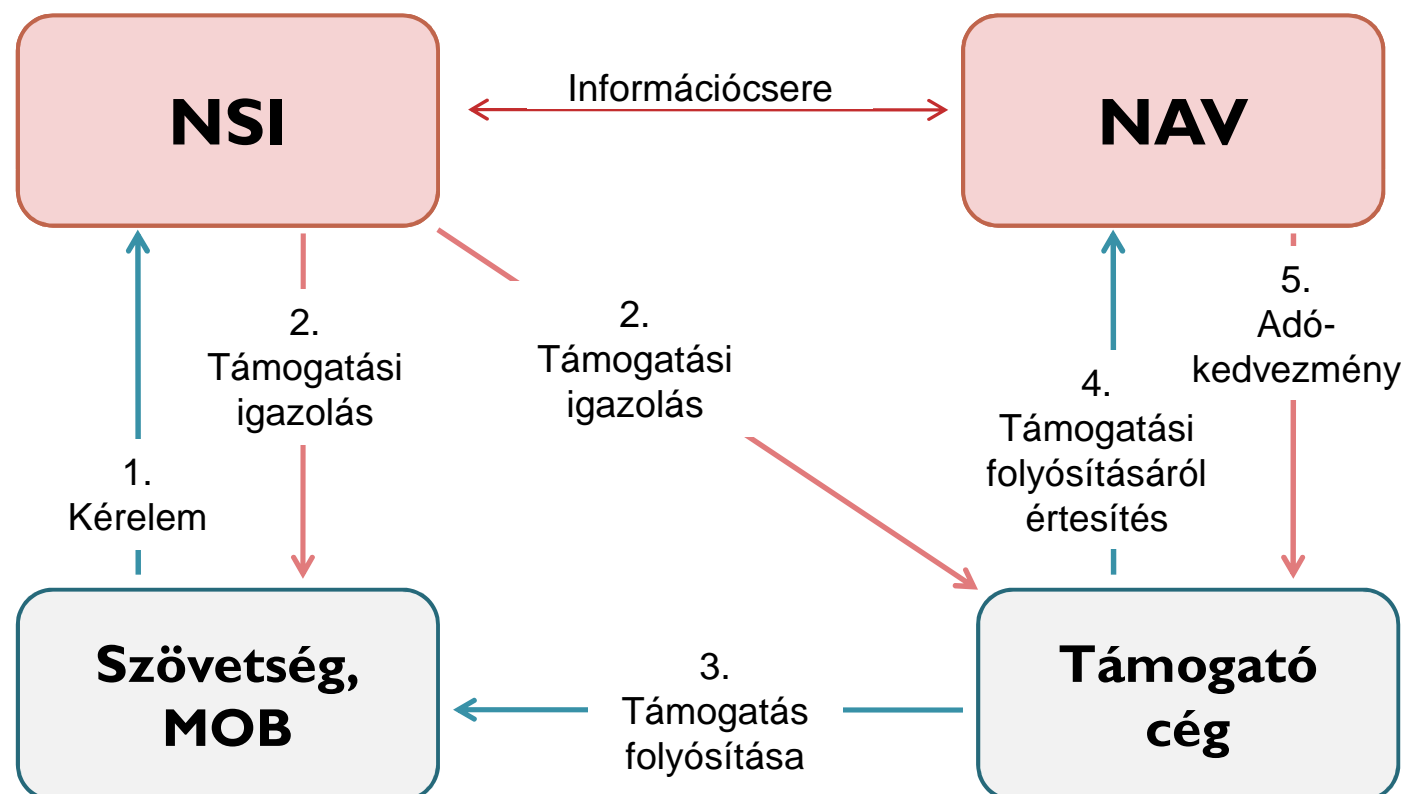 NSI
Információcsere
NAV
2.
Támogatási
igazolás
2.
Támogatási
igazolás
5.
Adó-
kedvezmény
1.
Kérelem
4.
Támogatási
folyósításáról
értesítés
Szövetség,
MOB
3.
Támogatás
folyósítása
Támogató
cég